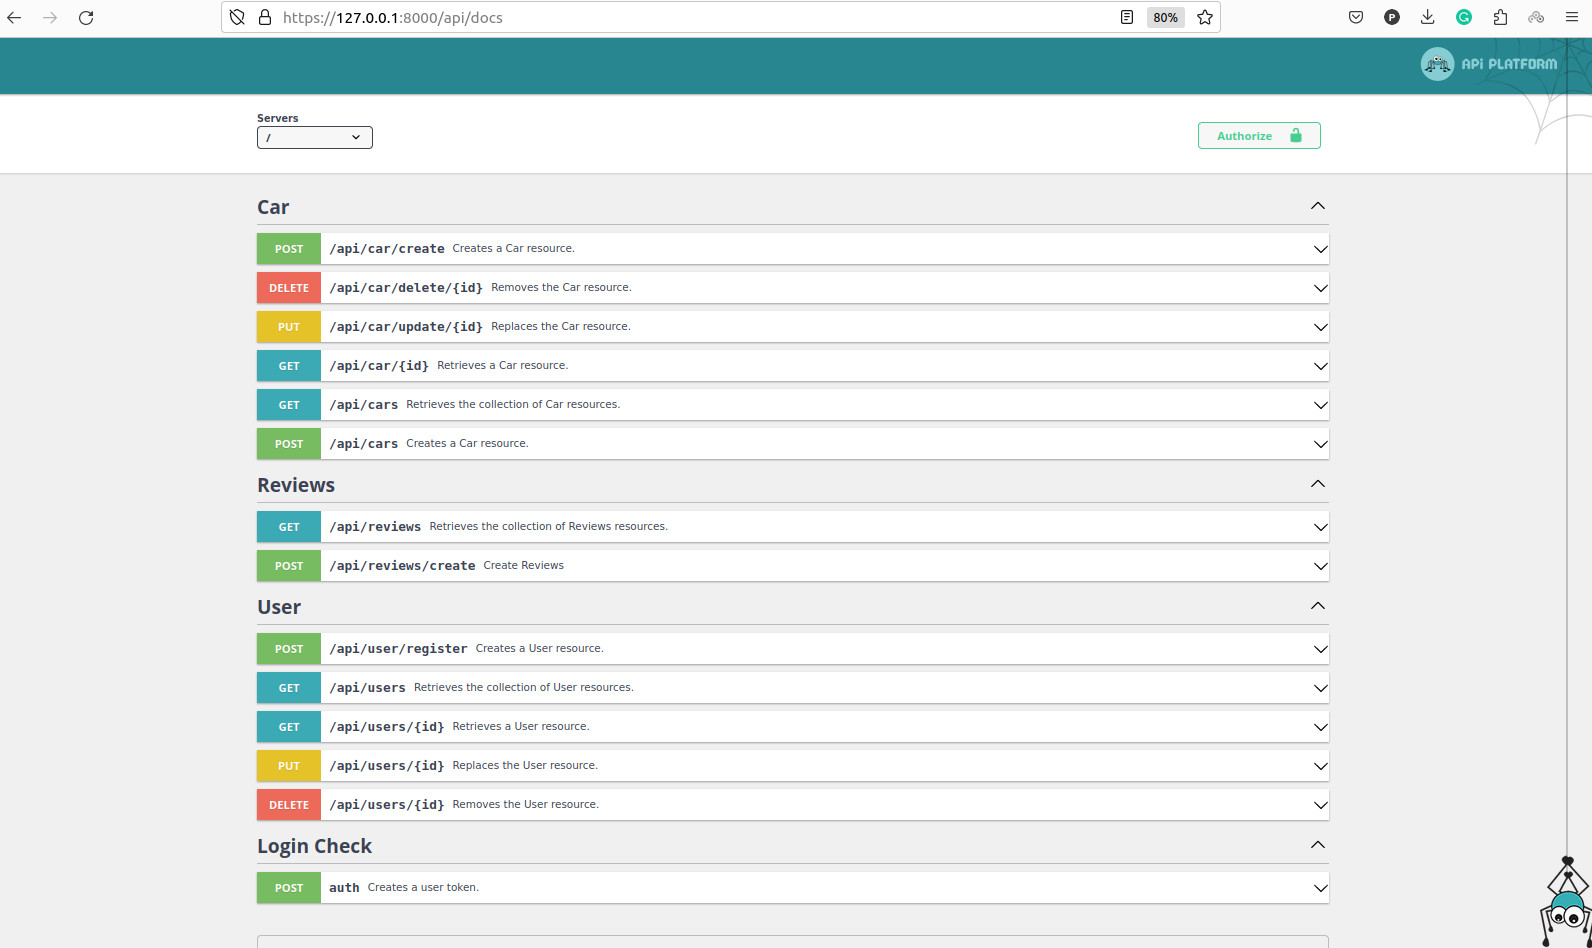 https://127.0.0.1:8000/api/docs
80%
P
G
API PLATFORM
Servers
/
Authorize
Car
POST /api/car/create Creates a Car resource.
DELETE /api/car/delete/{id} Removes the Car resource.
PUT /api/car/update/{id} Replaces the Car resource.
GET /api/car/{id} Retrieves a Car resource.
GET /api/cars Retrieves the collection of Car resources.
POST /api/cars Creates a Car resource.
Reviews
GET /api/reviews Retrieves the collection of Reviews resources.
POST /api/reviews/create Create Reviews
User
POST /api/user/register Creates a User resource.
GET /api/users Retrieves the collection of User resources.
GET /api/users/{id} Retrieves a User resource.
PUT /api/users/{id} Replaces the User resource.
DELETE /api/users/{id} Removes the User resource.
Login Check
POST auth Creates a user token.